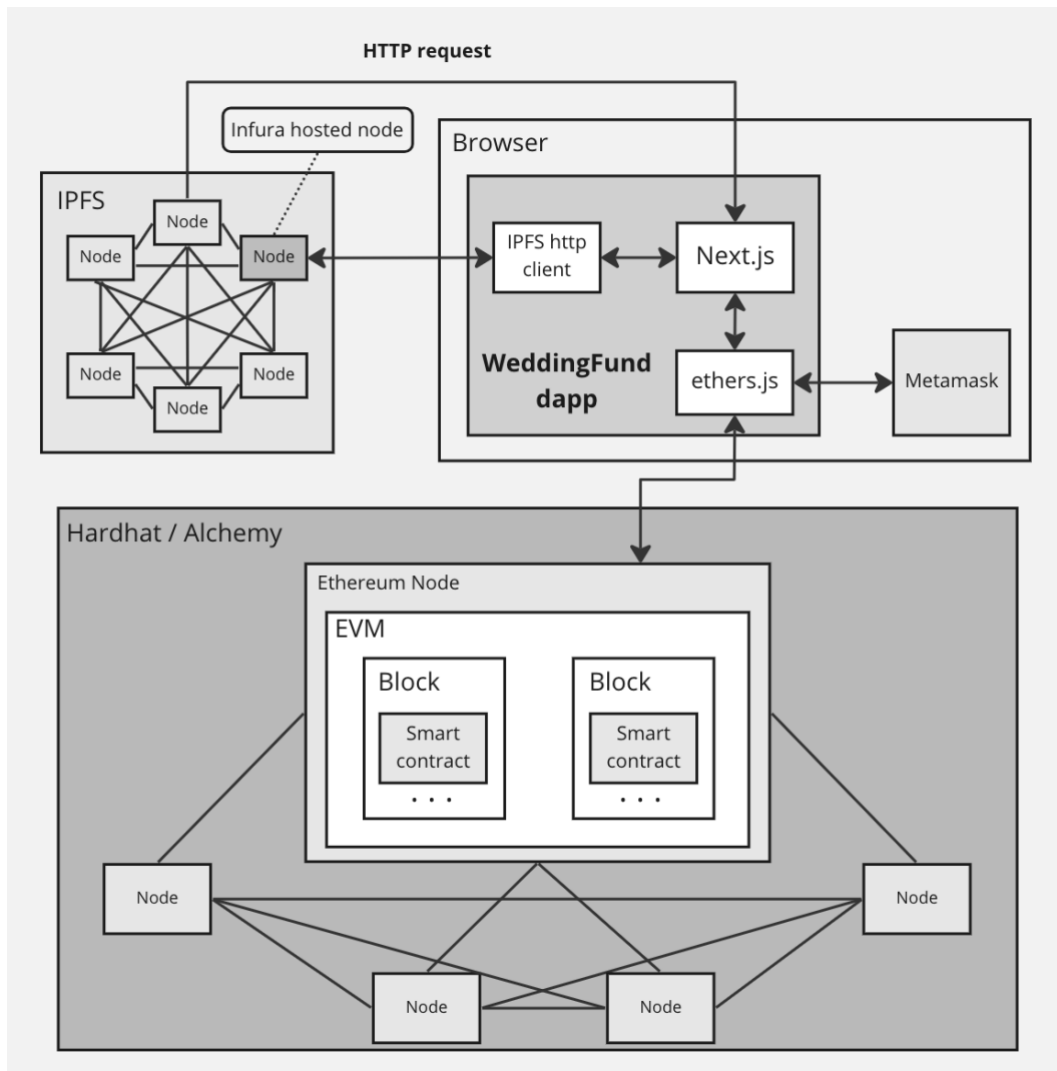 HTTP request
Infura hosted node
Browser
IPFS
Node
Node
Node
Node
Node
Node
IPFS http
client
Next.js
WeddingFund
dapp
ethers.js
Metamask
Hardhat / Alchemy
Ethereum Node
EVM
Block
Smart
contract
. . .
Block
Smart
contract
. . .
Node
Node
Node
Node